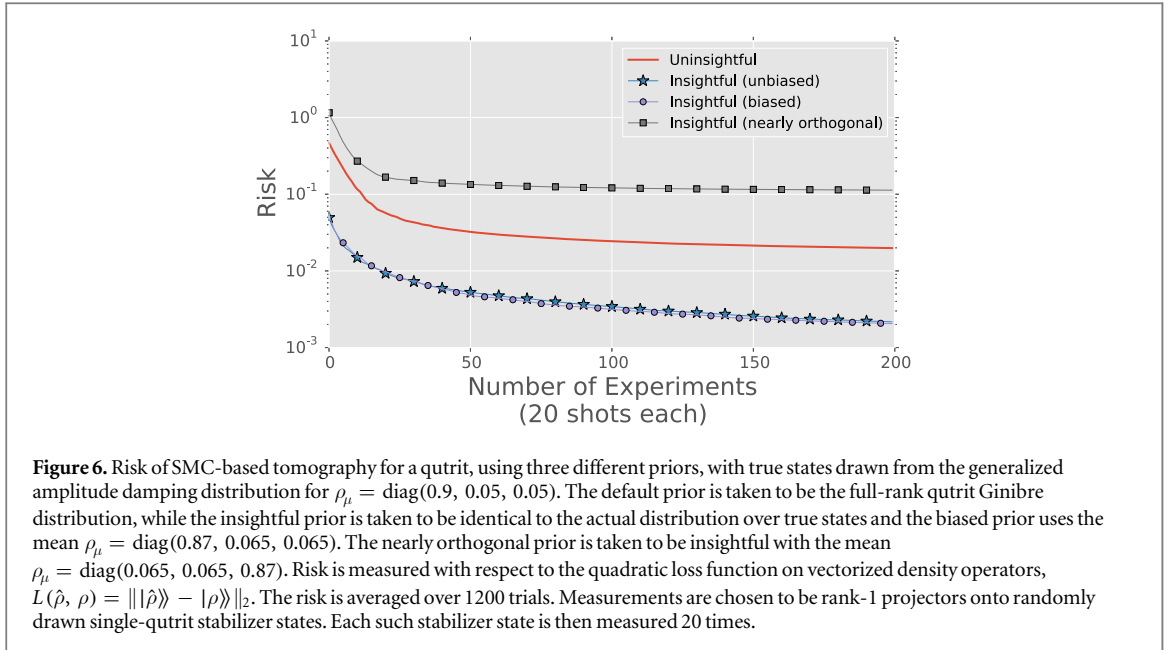 10¹
10⁰
10⁻¹
10⁻²
10⁻³
Risk
Uninsightful
Insightful (unbiased)
Insightful (biased)
Insightful (nearly orthogonal)
0 50 100 150 200
Number of Experiments
(20 shots each)
Figure 6. Risk of SMC-based tomography for a qutrit, using three different priors, with true states drawn from the generalized
amplitude damping distribution for ρ_μ = diag(0.9, 0.05, 0.05). The default prior is taken to be the full-rank qutrit Ginibre
distribution, while the insightful prior is taken to be identical to the actual distribution over true states and the biased prior uses the
mean ρ_μ = diag(0.87, 0.065, 0.065). The nearly orthogonal prior is taken to be insightful with the mean
ρ_μ = diag(0.065, 0.065, 0.87). Risk is measured with respect to the quadratic loss function on vectorized density operators,
L(ρ̂, ρ) = ‖|ρ̂⟫ − |ρ⟫‖₂. The risk is averaged over 1200 trials. Measurements are chosen to be rank-1 projectors onto randomly
drawn single-qutrit stabilizer states. Each such stabilizer state is then measured 20 times.